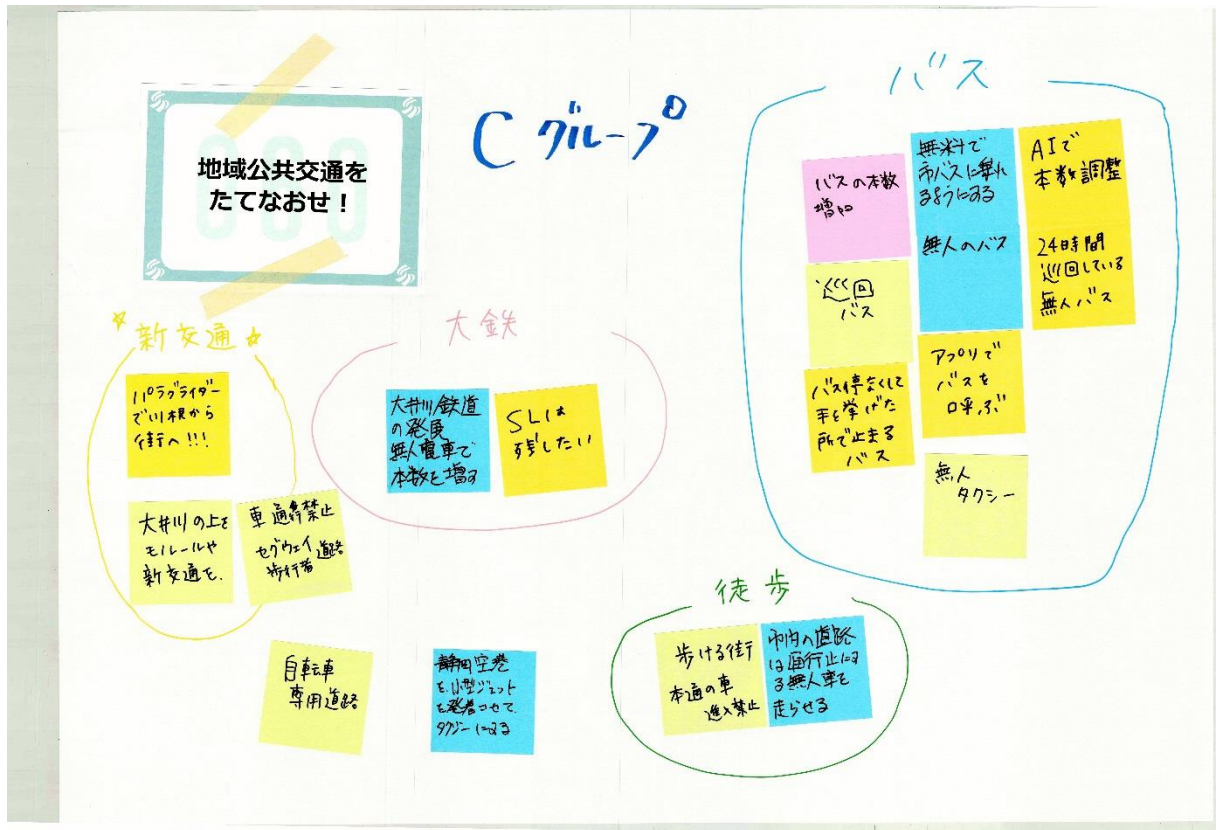 地域公共交通を
たてなおせ！
Cグループ
バス
バスの本数
増加
無料で
市バスに乗れ
るようにする
AIで
本数調整
巡回
バス
無人のバス
24時間
巡回している
無人バス
バス停なくして
手を挙げた
所で止まる
バス
アプリで
バスを
呼ぶ
無人
タクシー
☆新交通☆
パラグライダー
で川根から
街へ!!!
大井川の上を
モノレールや
新交通を.
車通行禁止
セグウェイ
歩行者 道路
大鉄
大井川鉄道
の発展
無人電車で
本数を増す
SLは
残したい
徒歩
歩ける街
本通の車
進入禁止
市内の道路
は通行止にす
る無人車を
走らせる
自転車
専用道路
静岡空港
を小型ジェット
を発着させて、
タクシーにする